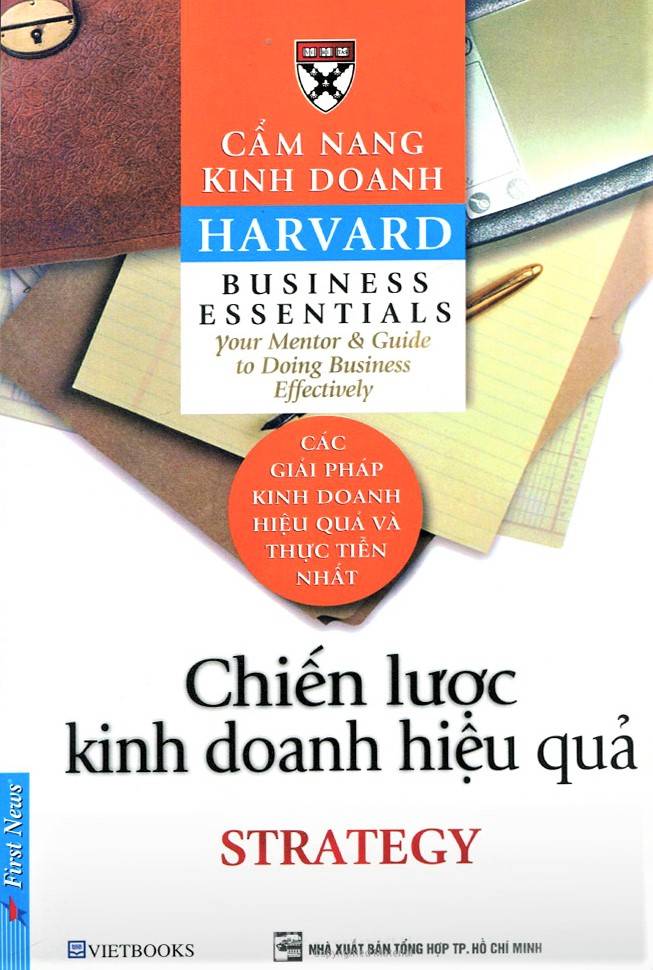 CẨM NANG
KINH DOANH
HARVARD
BUSINESS
ESSENTIALS
your Mentor & Guide
to Doing Business
Effectively
CÁC
GIẢI PHÁP
KINH DOANH
HIỆU QUẢ VÀ
THỰC TIỄN
NHẤT
Chiến lược
kinh doanh hiệu quả
STRATEGY
First News
VIETBOOKS
NHÀ XUẤT BẢN TỔNG HỢP TP. HỒ CHÍ MINH